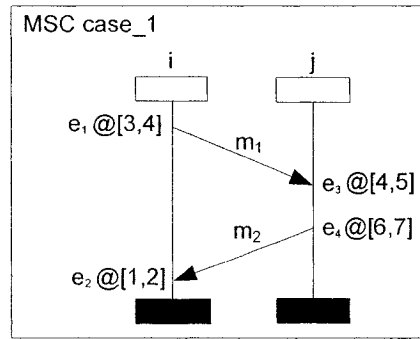 MSC case_1
i
j
e₁ @[3,4]
m₁
e₃ @[4,5]
e₄ @[6,7]
m₂
e₂ @[1,2]